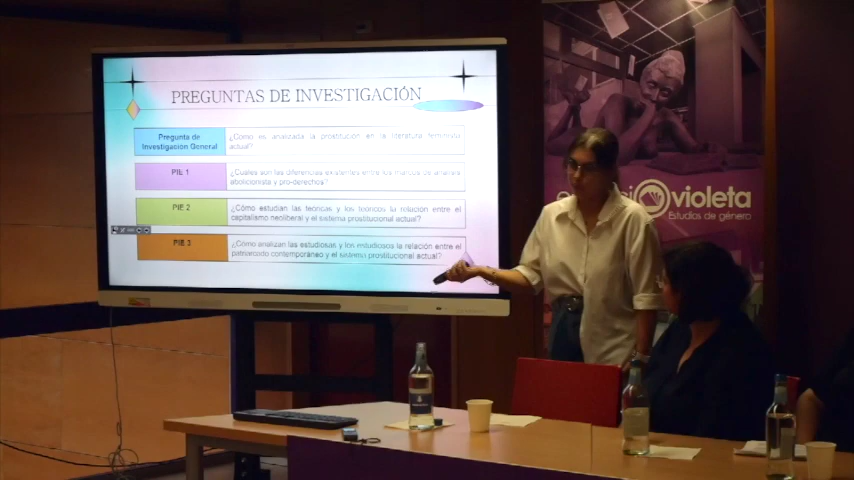 PREGUNTAS DE INVESTIGACIÓN
Pregunta de
Investigación General
¿Cómo es analizada la prostitución en la literatura feminista
actual?
PIE 1
¿Cuáles son las diferencias existentes entre los marcos de análisis
abolicionista y pro-derechos?
PIE 2
¿Cómo estudian las teóricas y los teóricos la relación entre el
capitalismo neoliberal y el sistema prostitucional actual?
PIE 3
¿Cómo analizan las estudiosas y los estudiosos la relación entre el
patriarcado contemporáneo y el sistema prostitucional actual?
violeta
Estudios de género